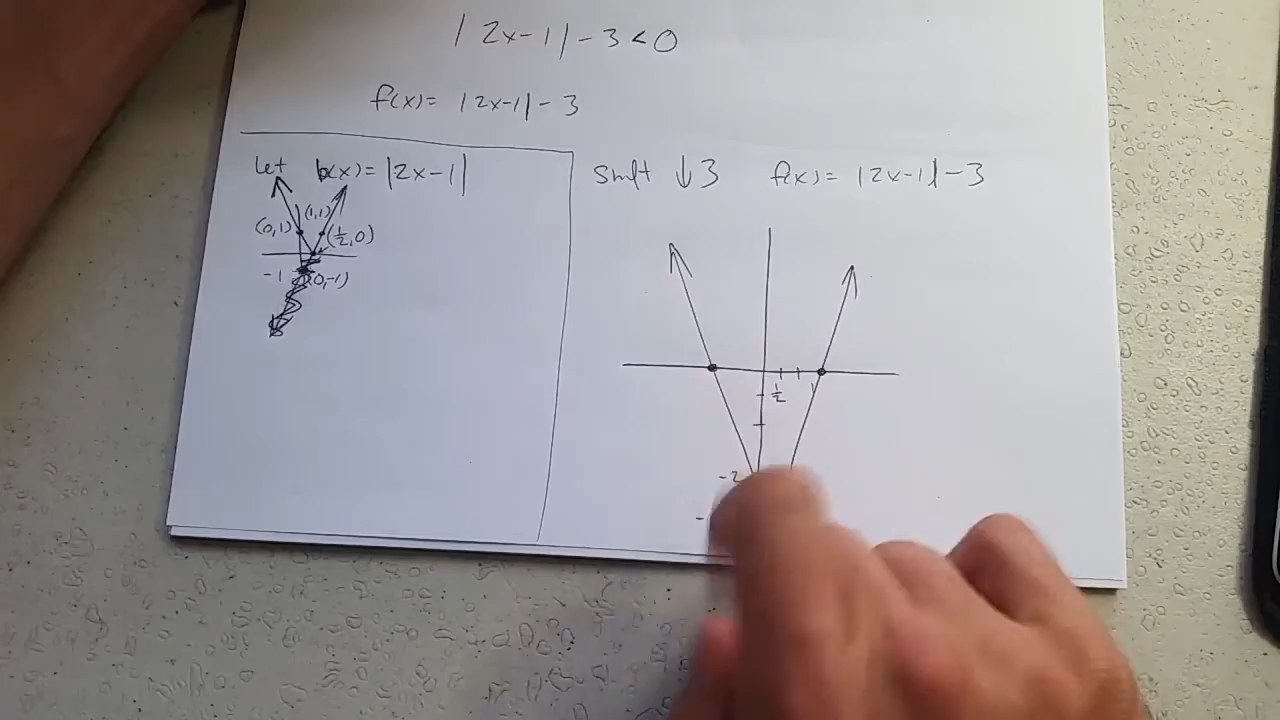 |2x-1|-3<0
f(x)= |2x-1|-3
Let b(x)=|2x-1|
(1,1)
(0,1)
(½,0)
-1 (0,-1)
Shift ↓3 f(x)= |2x-1|-3
½ 1
-2